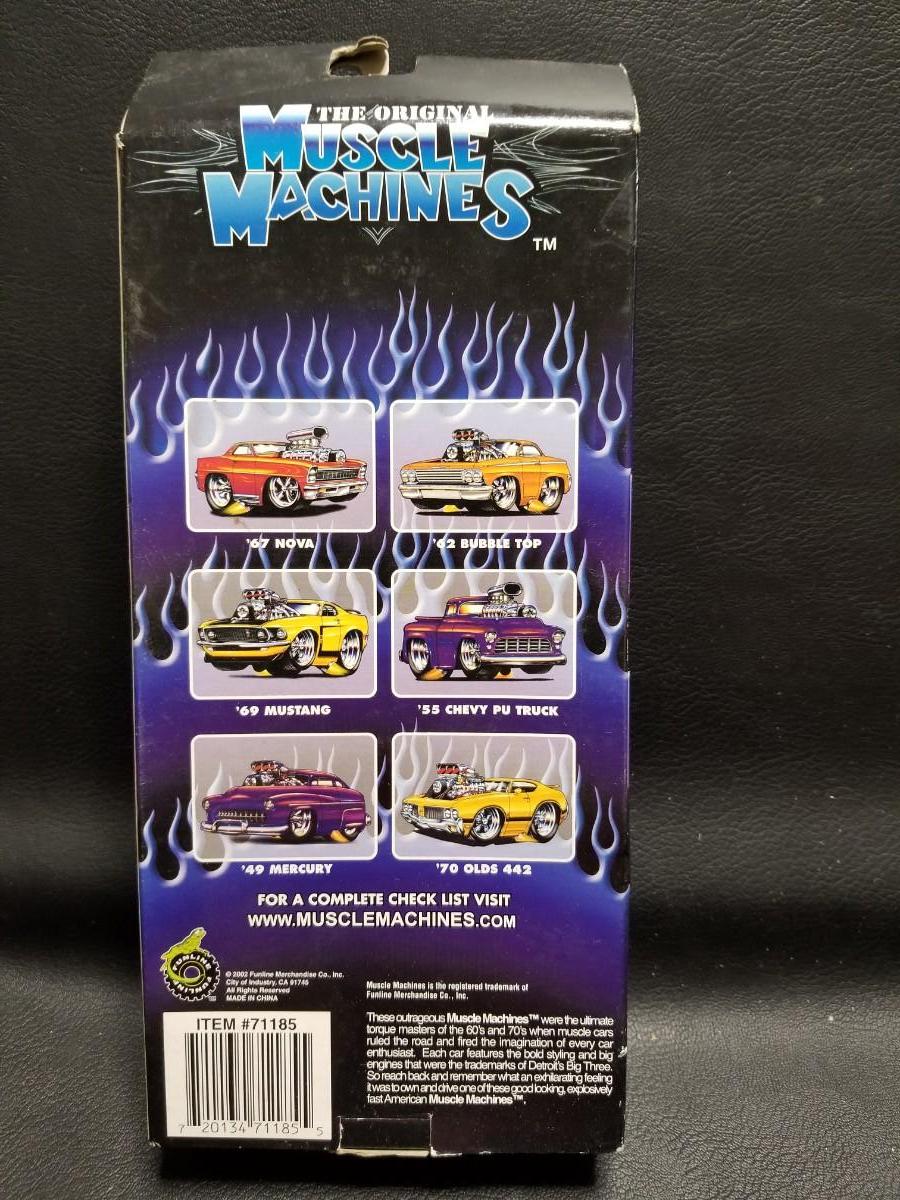 THE ORIGINAL
MUSCLE
MACHINES
TM
'67 NOVA
'62 BUBBLE TOP
'69 MUSTANG
'55 CHEVY PU TRUCK
'49 MERCURY
'70 OLDS 442
FOR A COMPLETE CHECK LIST VISIT
WWW.MUSCLEMACHINES.COM
FUNLINE
FUNLINE
© 2002 Funline Merchandise Co., Inc.
City of Industry, CA 91745
All Rights Reserved
MADE IN CHINA
Muscle Machines is the registered trademark of
Funline Merchandise Co., Inc.
ITEM #71185
7 20134 71185 5
These outrageous Muscle Machines™ were the ultimate
torque masters of the 60's and 70's when muscle cars
ruled the road and fired the imagination of every car
enthusiast. Each car features the bold styling and big
engines that were the trademarks of Detroit's Big Three.
So reach back and remember what an exhilarating feeling
it was to own and drive one of these good looking, explosively
fast American Muscle Machines™.